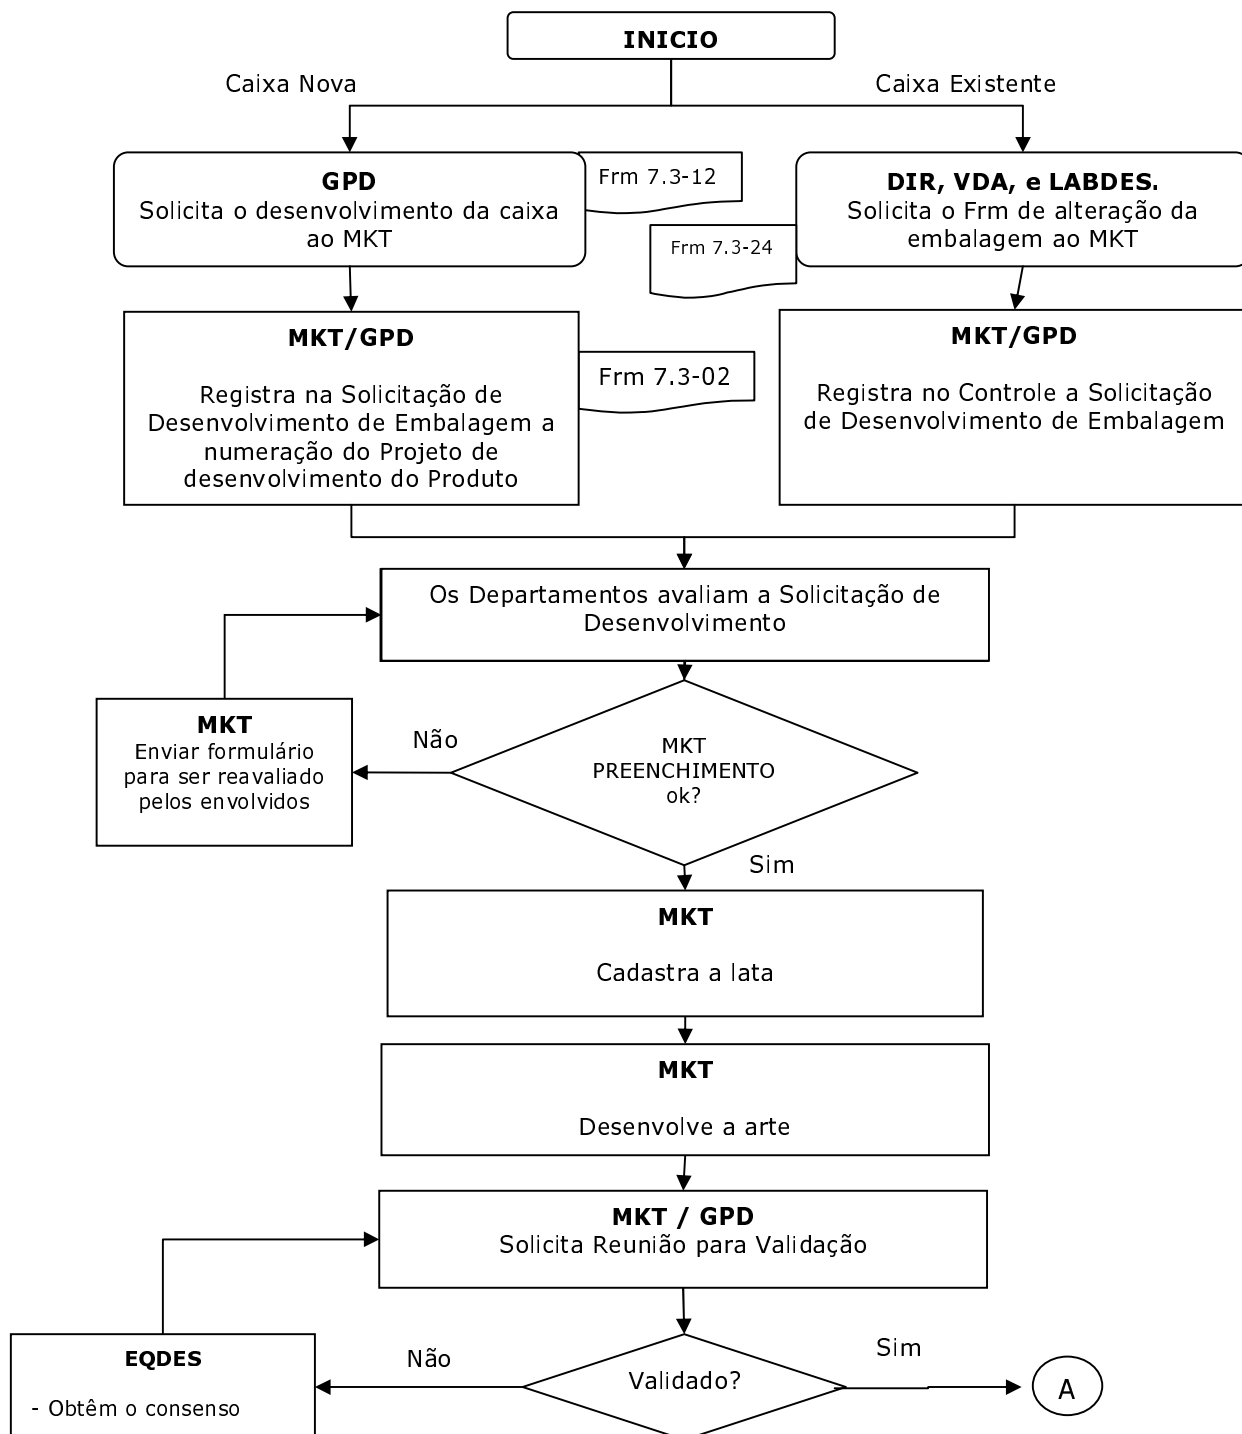 INICIO
Caixa Nova
Caixa Existente
GPD
Solicita o desenvolvimento da caixa
ao MKT
Frm 7.3-12
DIR, VDA, e LABDES.
Solicita o Frm de alteração da
embalagem ao MKT
Frm 7.3-24
MKT/GPD
Registra na Solicitação de
Desenvolvimento de Embalagem a
numeração do Projeto de
desenvolvimento do Produto
Frm 7.3-02
MKT/GPD
Registra no Controle a Solicitação
de Desenvolvimento de Embalagem
Os Departamentos avaliam a Solicitação de
Desenvolvimento
MKT
Enviar formulário
para ser reavaliado
pelos envolvidos
Não
MKT
PREENCHIMENTO
ok?
Sim
MKT
Cadastra a lata
MKT
Desenvolve a arte
MKT / GPD
Solicita Reunião para Validação
EQDES
- Obtêm o consenso
Não
Validado?
Sim
A